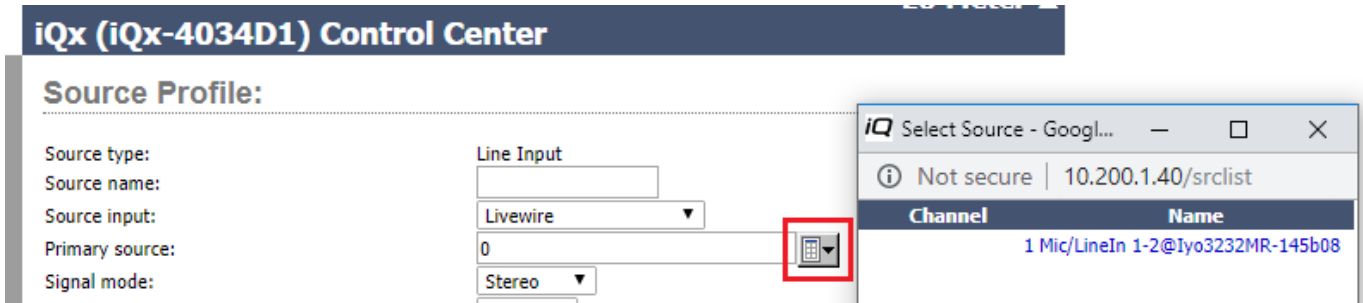 iQx (iQx-4034D1) Control Center
Source Profile:
Source type: Line Input
Source name:
Source input: Livewire
Primary source: 0
Signal mode: Stereo
iQ Select Source - Googl...
Not secure | 10.200.1.40/srclist
Channel Name
1 Mic/LineIn 1-2@Iyo3232MR-145b08